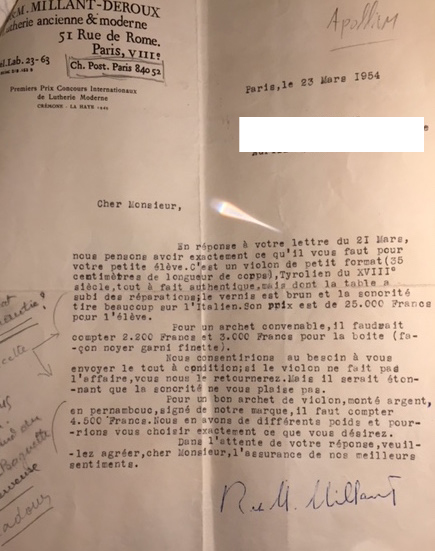 M. MILLANT-DEROUX
utherie ancienne & moderne
51 Rue de Rome.
Paris, VIIIe
el. Lab. 23-63
Ch. Post. Paris 840 52
Premiers Prix Concours Internationaux
de Lutherie Moderne
CRÉMONE - LA HAYE 1949
Paris,le 23 Mars 1954
Cher Monsieur,
En réponse à votre lettre du 2I Mars,
nous pensons avoir exactement ce qu'il vous faut pour
votre petite élève.C'est un violon de petit format(35
centimètres de longueur de corps),Tyrolien du XVIII°
siècle,tout à fait authentique,mais dont la table a
subi des réparations;le vernis est brun et la sonorité
tire beaucoup sur l'Italien.Son prix est de 25.000 Francs
pour l'élève.
Pour un archet convenable,il faudrait
compter 2.200 Francs et 3.000 Francs pour la boite (fa-
çon noyer garni finette).
Nous consentirions au besoin à vous
envoyer le tout à condition;si le violon ne fait pas
l'affaire,vous nous le retournerez.Mais il serait éton-
-nant que la sonorité ne vous plaise pas.
Pour un bon archet de violon,monté argent,
en pernambouc,signé de notre marque,il faut compter
4.500 Francs.Nous en avons de différents poids et pour-
-rions vous choisir exactement ce que vous désirez.
Dans l'attente de votre réponse,veuil-
-lez agréer,cher Monsieur,l'assurance de nos meilleurs
sentiments.
R & M. Millant